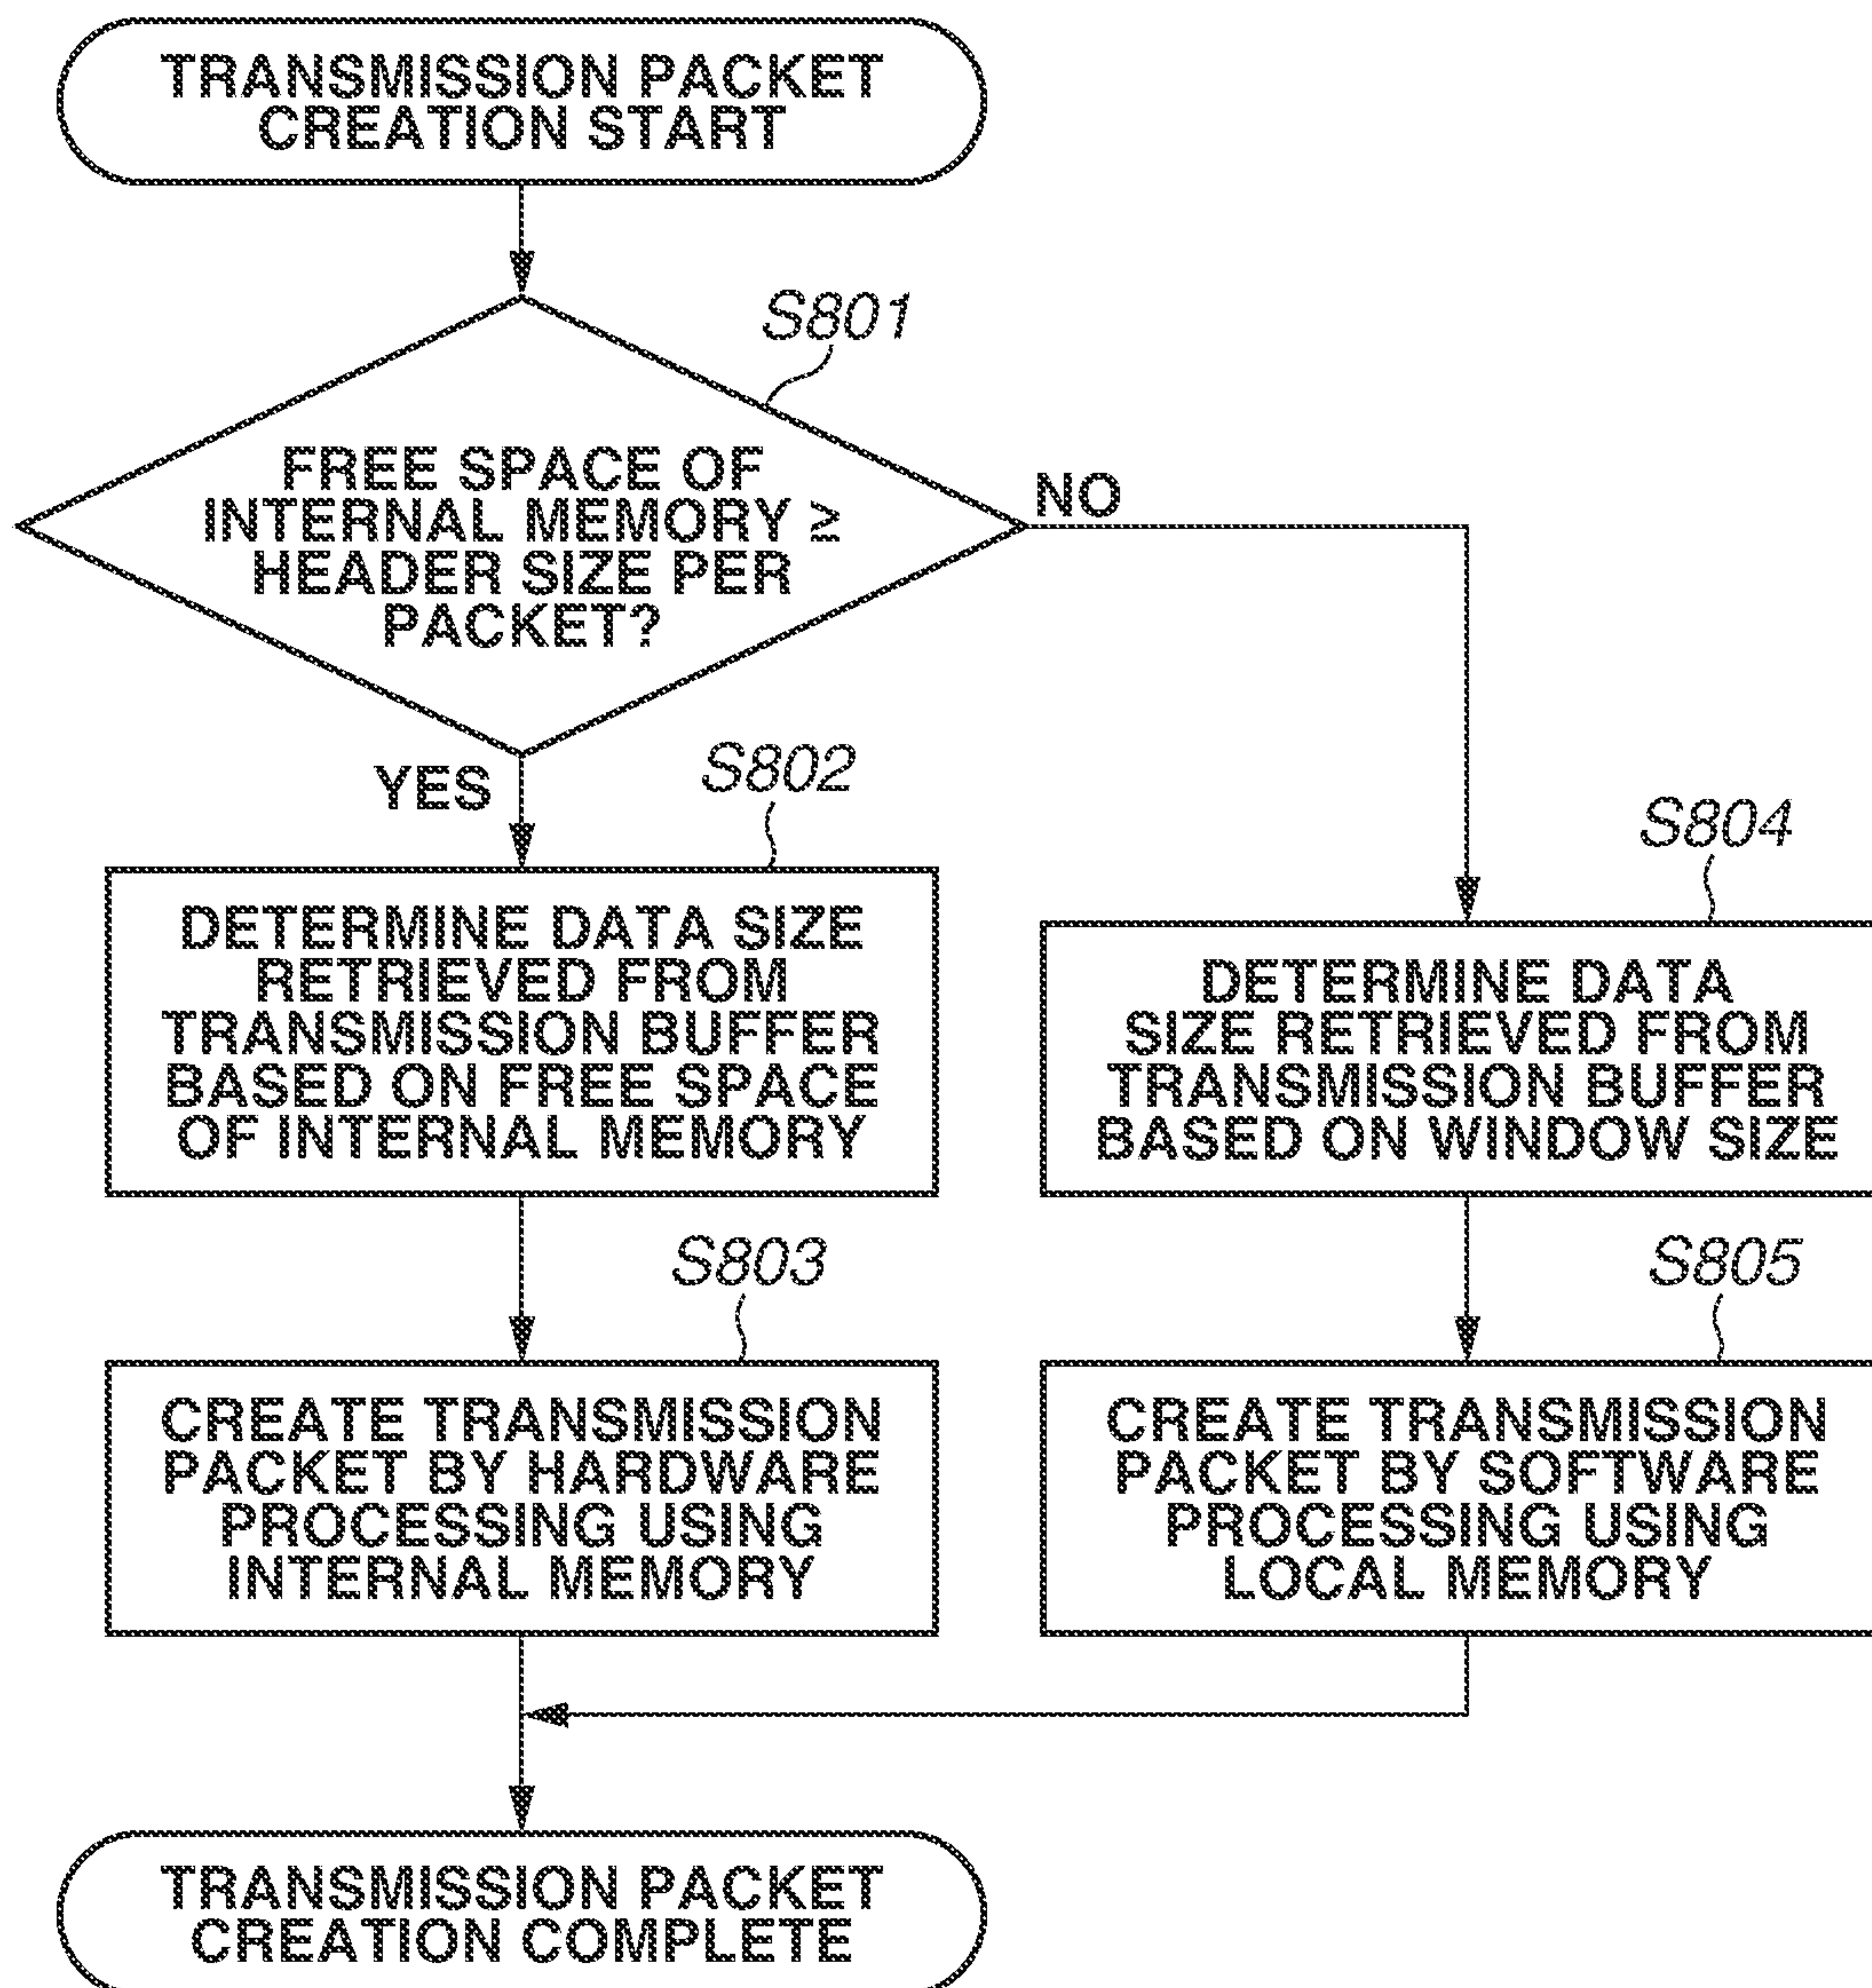 TRANSMISSION PACKET
CREATION START
S801
FREE SPACE OF
INTERNAL MEMORY ≥
HEADER SIZE PER
PACKET?
NO
YES
S802
DETERMINE DATA SIZE
RETRIEVED FROM
TRANSMISSION BUFFER
BASED ON FREE SPACE
OF INTERNAL MEMORY
S804
DETERMINE DATA
SIZE RETRIEVED FROM
TRANSMISSION BUFFER
BASED ON WINDOW SIZE
S803
CREATE TRANSMISSION
PACKET BY HARDWARE
PROCESSING USING
INTERNAL MEMORY
S805
CREATE TRANSMISSION
PACKET BY SOFTWARE
PROCESSING USING
LOCAL MEMORY
TRANSMISSION PACKET
CREATION COMPLETE